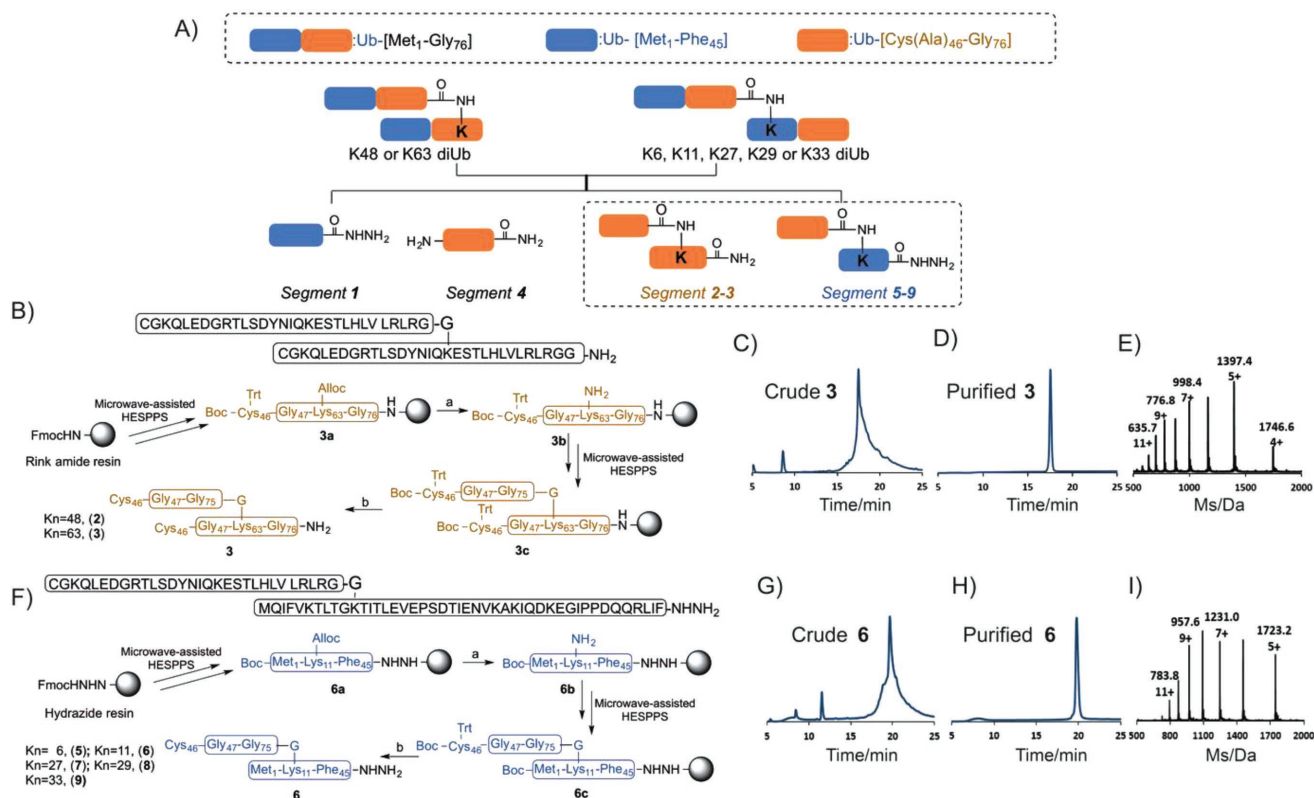 A)
:Ub-[Met1-Gly76]
:Ub- [Met1-Phe45]
:Ub-[Cys(Ala)46-Gly76]
O
NH
K
K48 or K63 diUb
O
NH
K
K6, K11, K27, K29 or K33 diUb
O
NHNH2
Segment 1
H2N
O
NH2
Segment 4
O
NH
K
O
NH2
Segment 2-3
O
NH
K
O
NHNH2
Segment 5-9
B)
CGKQLEDGRTLSDYNIQKESTLHLV LRLRG-G
CGKQLEDGRTLSDYNIQKESTLHLVLRLRGG-NH2
FmocHN
Rink amide resin
Microwave-assisted
HESPPS
Trt
Alloc
Boc-Cys46-Gly47-Lys63-Gly76-N
H
3a
a
Trt
NH2
Boc-Cys46-Gly47-Lys63-Gly76-N
H
3b
Microwave-assisted
HESPPS
Trt
Boc-Cys46-Gly47-Gly75-G
Trt
Boc-Cys46-Gly47-Lys63-Gly76-N
H
3c
b
Cys46-Gly47-Gly75-G
Cys46-Gly47-Lys63-Gly76-NH2
3
Kn=48, (2)
Kn=63, (3)
C)
Crude 3
5 10 15 20 25
Time/min
D)
Purified 3
5 10 15 20 25
Time/min
E)
635.7
11+
776.8
9+
998.4
7+
1397.4
5+
1746.6
4+
500 1000 1500 2000
Ms/Da
F)
CGKQLEDGRTLSDYNIQKESTLHLV LRLRG-G
MQIFVKTLTGKTITLEVEPSDTIENVKAKIQDKEGIPPDQQRLIF-NHNH2
FmocHNHN
Hydrazide resin
Microwave-assisted
HESPPS
Alloc
Boc-Met1-Lys11-Phe45-NHNH
6a
a
NH2
Boc-Met1-Lys11-Phe45-NHNH
6b
Microwave-assisted
HESPPS
Trt
Boc-Cys46-Gly47-Gly75-G
Boc-Met1-Lys11-Phe45-NHNH
6c
b
Cys46-Gly47-Gly75-G
Met1-Lys11-Phe45-NHNH2
6
Kn= 6, (5); Kn=11, (6)
Kn=27, (7); Kn=29, (8)
Kn=33, (9)
G)
Crude 6
5 10 15 20 25
Time/min
H)
Purified 6
5 10 15 20 25
Time/min
I)
783.8
11+
957.6
9+
1231.0
7+
1723.2
5+
500 800 1100 1400 1700 2000
Ms/Da